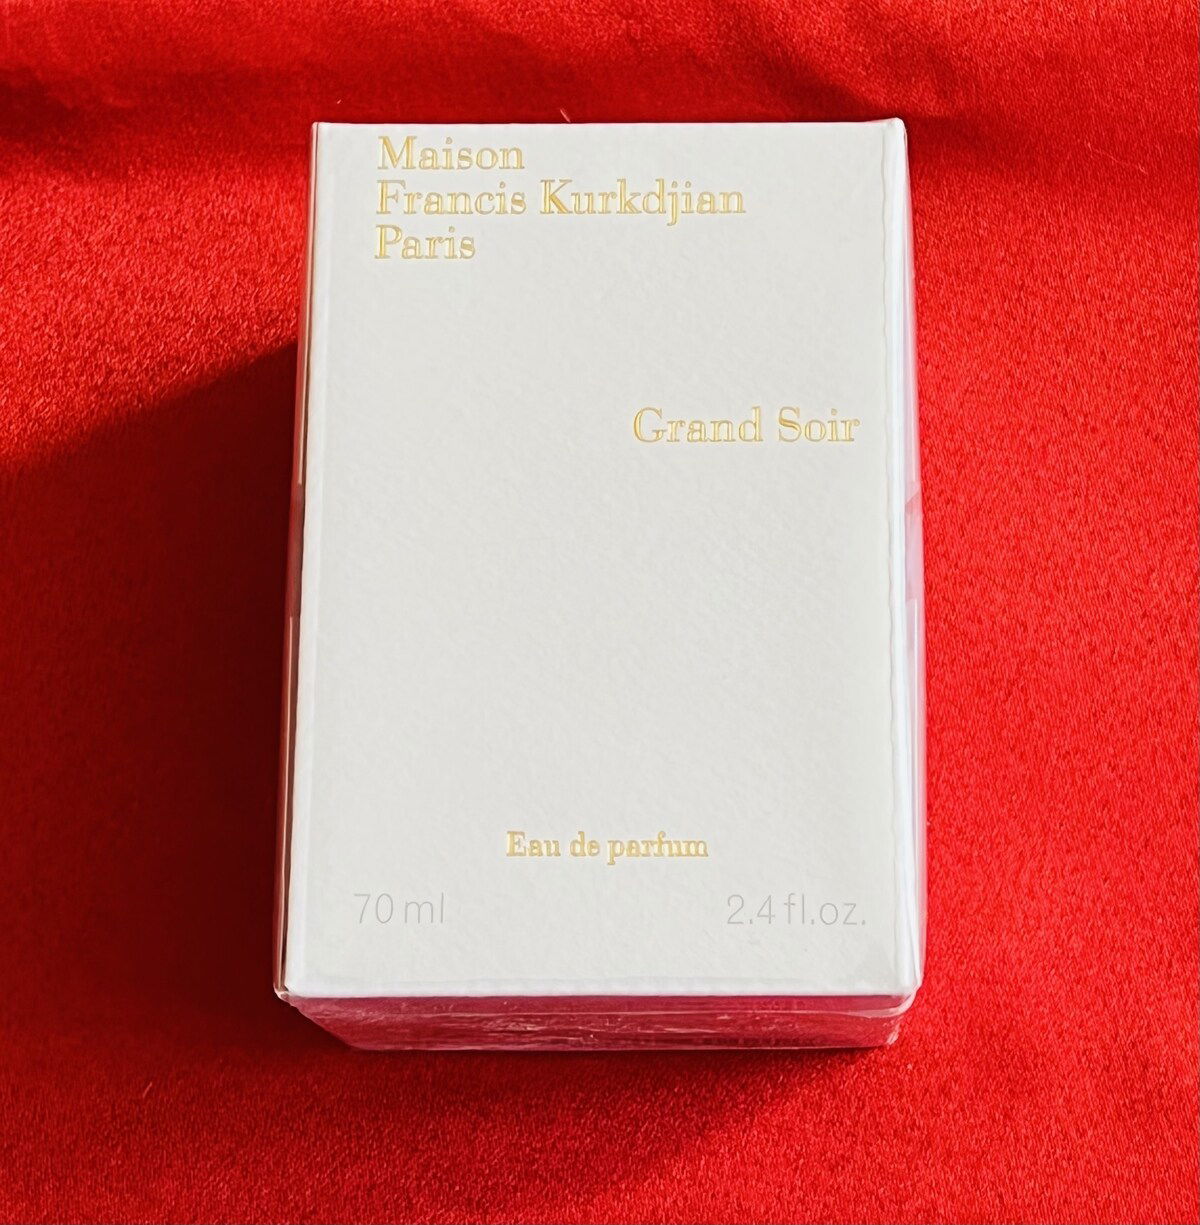 Maison
Francis Kurkdjian
Paris
Grand Soir
Eau de parfum
70 ml 2.4 fl.oz.